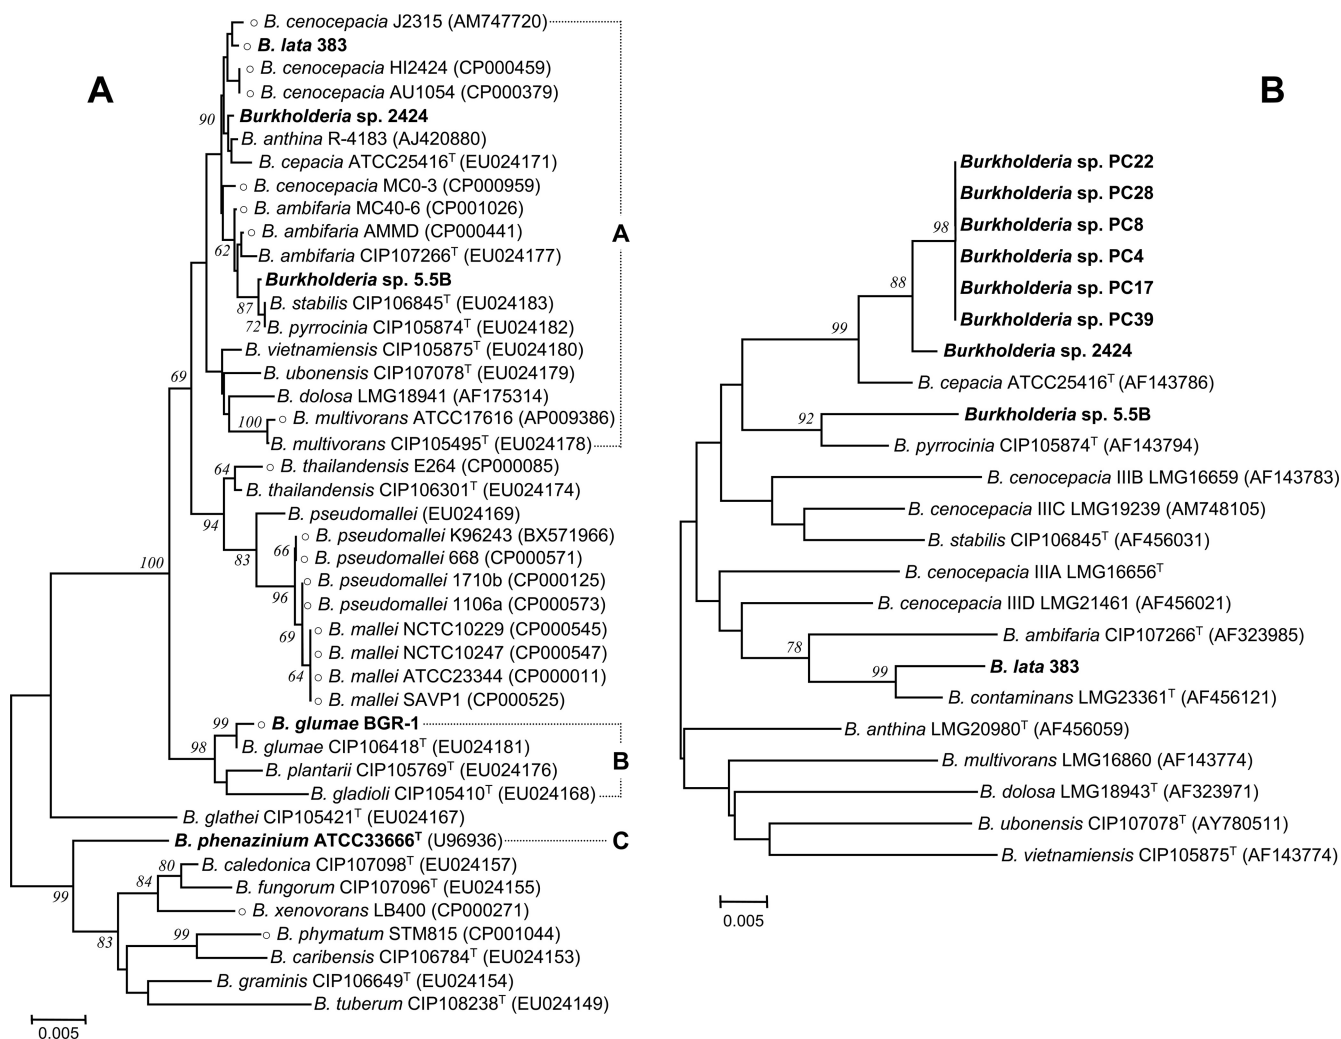 A
B. cenocepacia J2315 (AM747720)
B. lata 383
B. cenocepacia HI2424 (CP000459)
B. cenocepacia AU1054 (CP000379)
90
Burkholderia sp. 2424
B. anthina R-4183 (AJ420880)
B. cepacia ATCC25416ᵀ (EU024171)
B. cenocepacia MC0-3 (CP000959)
B. ambifaria MC40-6 (CP001026)
B. ambifaria AMMD (CP000441)
A
62
B. ambifaria CIP107266ᵀ (EU024177)
Burkholderia sp. 5.5B
87
B. stabilis CIP106845ᵀ (EU024183)
72
B. pyrrocinia CIP105874ᵀ (EU024182)
B. vietnamiensis CIP105875ᵀ (EU024180)
69
B. ubonensis CIP107078ᵀ (EU024179)
B. dolosa LMG18941 (AF175314)
100
B. multivorans ATCC17616 (AP009386)
B. multivorans CIP105495ᵀ (EU024178)
64
B. thailandensis E264 (CP000085)
B. thailandensis CIP106301ᵀ (EU024174)
94
B. pseudomallei (EU024169)
B. pseudomallei K96243 (BX571966)
66
100
83
B. pseudomallei 668 (CP000571)
B. pseudomallei 1710b (CP000125)
96
B. pseudomallei 1106a (CP000573)
69
B. mallei NCTC10229 (CP000545)
B. mallei NCTC10247 (CP000547)
64
B. mallei ATCC23344 (CP000011)
B. mallei SAVP1 (CP000525)
99
B. glumae BGR-1
98
B. glumae CIP106418ᵀ (EU024181)
B
B. plantarii CIP105769ᵀ (EU024176)
B. gladioli CIP105410ᵀ (EU024168)
B. glathei CIP105421ᵀ (EU024167)
B. phenazinium ATCC33666ᵀ (U96936)
C
80
B. caledonica CIP107098ᵀ (EU024157)
84
99
B. fungorum CIP107096ᵀ (EU024155)
B. xenovorans LB400 (CP000271)
83
99
B. phymatum STM815 (CP001044)
B. caribensis CIP106784ᵀ (EU024153)
B. graminis CIP106649ᵀ (EU024154)
B. tuberum CIP108238ᵀ (EU024149)
0.005
B
Burkholderia sp. PC22
Burkholderia sp. PC28
98
Burkholderia sp. PC8
Burkholderia sp. PC4
88
Burkholderia sp. PC17
Burkholderia sp. PC39
99
Burkholderia sp. 2424
B. cepacia ATCC25416ᵀ (AF143786)
92
Burkholderia sp. 5.5B
B. pyrrocinia CIP105874ᵀ (AF143794)
B. cenocepacia IIIB LMG16659 (AF143783)
B. cenocepacia IIIC LMG19239 (AM748105)
B. stabilis CIP106845ᵀ (AF456031)
B. cenocepacia IIIA LMG16656ᵀ
B. cenocepacia IIID LMG21461 (AF456021)
78
B. ambifaria CIP107266ᵀ (AF323985)
99
B. lata 383
B. contaminans LMG23361ᵀ (AF456121)
B. anthina LMG20980ᵀ (AF456059)
B. multivorans LMG16860 (AF143774)
B. dolosa LMG18943ᵀ (AF323971)
B. ubonensis CIP107078ᵀ (AY780511)
B. vietnamiensis CIP105875ᵀ (AF143774)
0.005